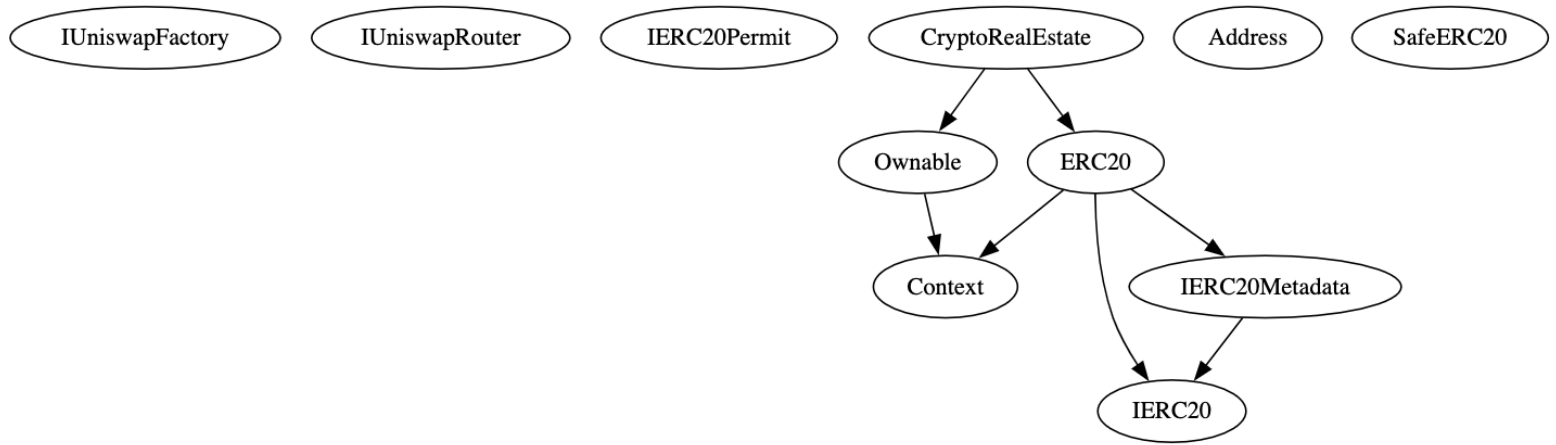 IUniswapFactory
IUniswapRouter
IERC20Permit
CryptoRealEstate
Address
SafeERC20
Ownable
ERC20
Context
IERC20Metadata
IERC20